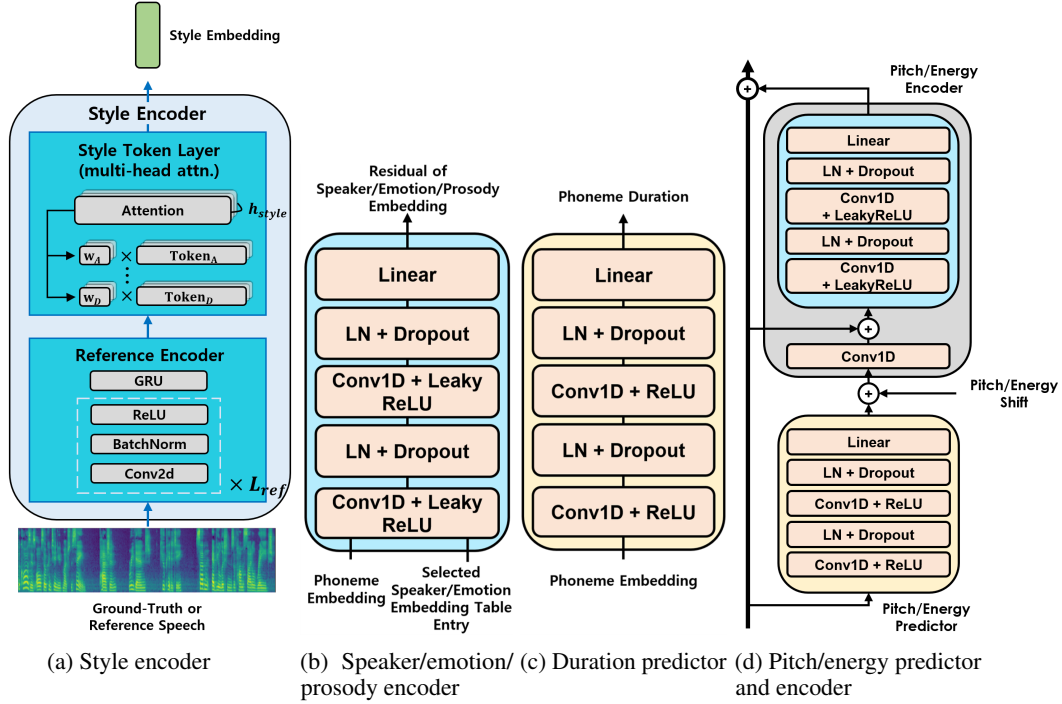 Style Embedding
Style Encoder
Style Token Layer
(multi-head attn.)
Attention
h_style
w_A × Token_A
⋮
w_D × Token_D
Reference Encoder
GRU
ReLU
BatchNorm
Conv2d
× L_ref
Ground-Truth or
Reference Speech
(a) Style encoder
Residual of
Speaker/Emotion/Prosody
Embedding
Linear
LN + Dropout
Conv1D + Leaky
ReLU
LN + Dropout
Conv1D + Leaky
ReLU
Phoneme
Embedding
Selected
Speaker/Emotion
Embedding Table
Entry
(b) Speaker/emotion/
prosody encoder
Phoneme Duration
Linear
LN + Dropout
Conv1D + ReLU
LN + Dropout
Conv1D + ReLU
Phoneme Embedding
(c) Duration predictor
Pitch/Energy
Encoder
+
Linear
LN + Dropout
Conv1D
+ LeakyReLU
LN + Dropout
Conv1D
+ LeakyReLU
+
Conv1D
+
Pitch/Energy
Shift
Linear
LN + Dropout
Conv1D + ReLU
LN + Dropout
Conv1D + ReLU
Pitch/Energy
Predictor
(d) Pitch/energy predictor
and encoder